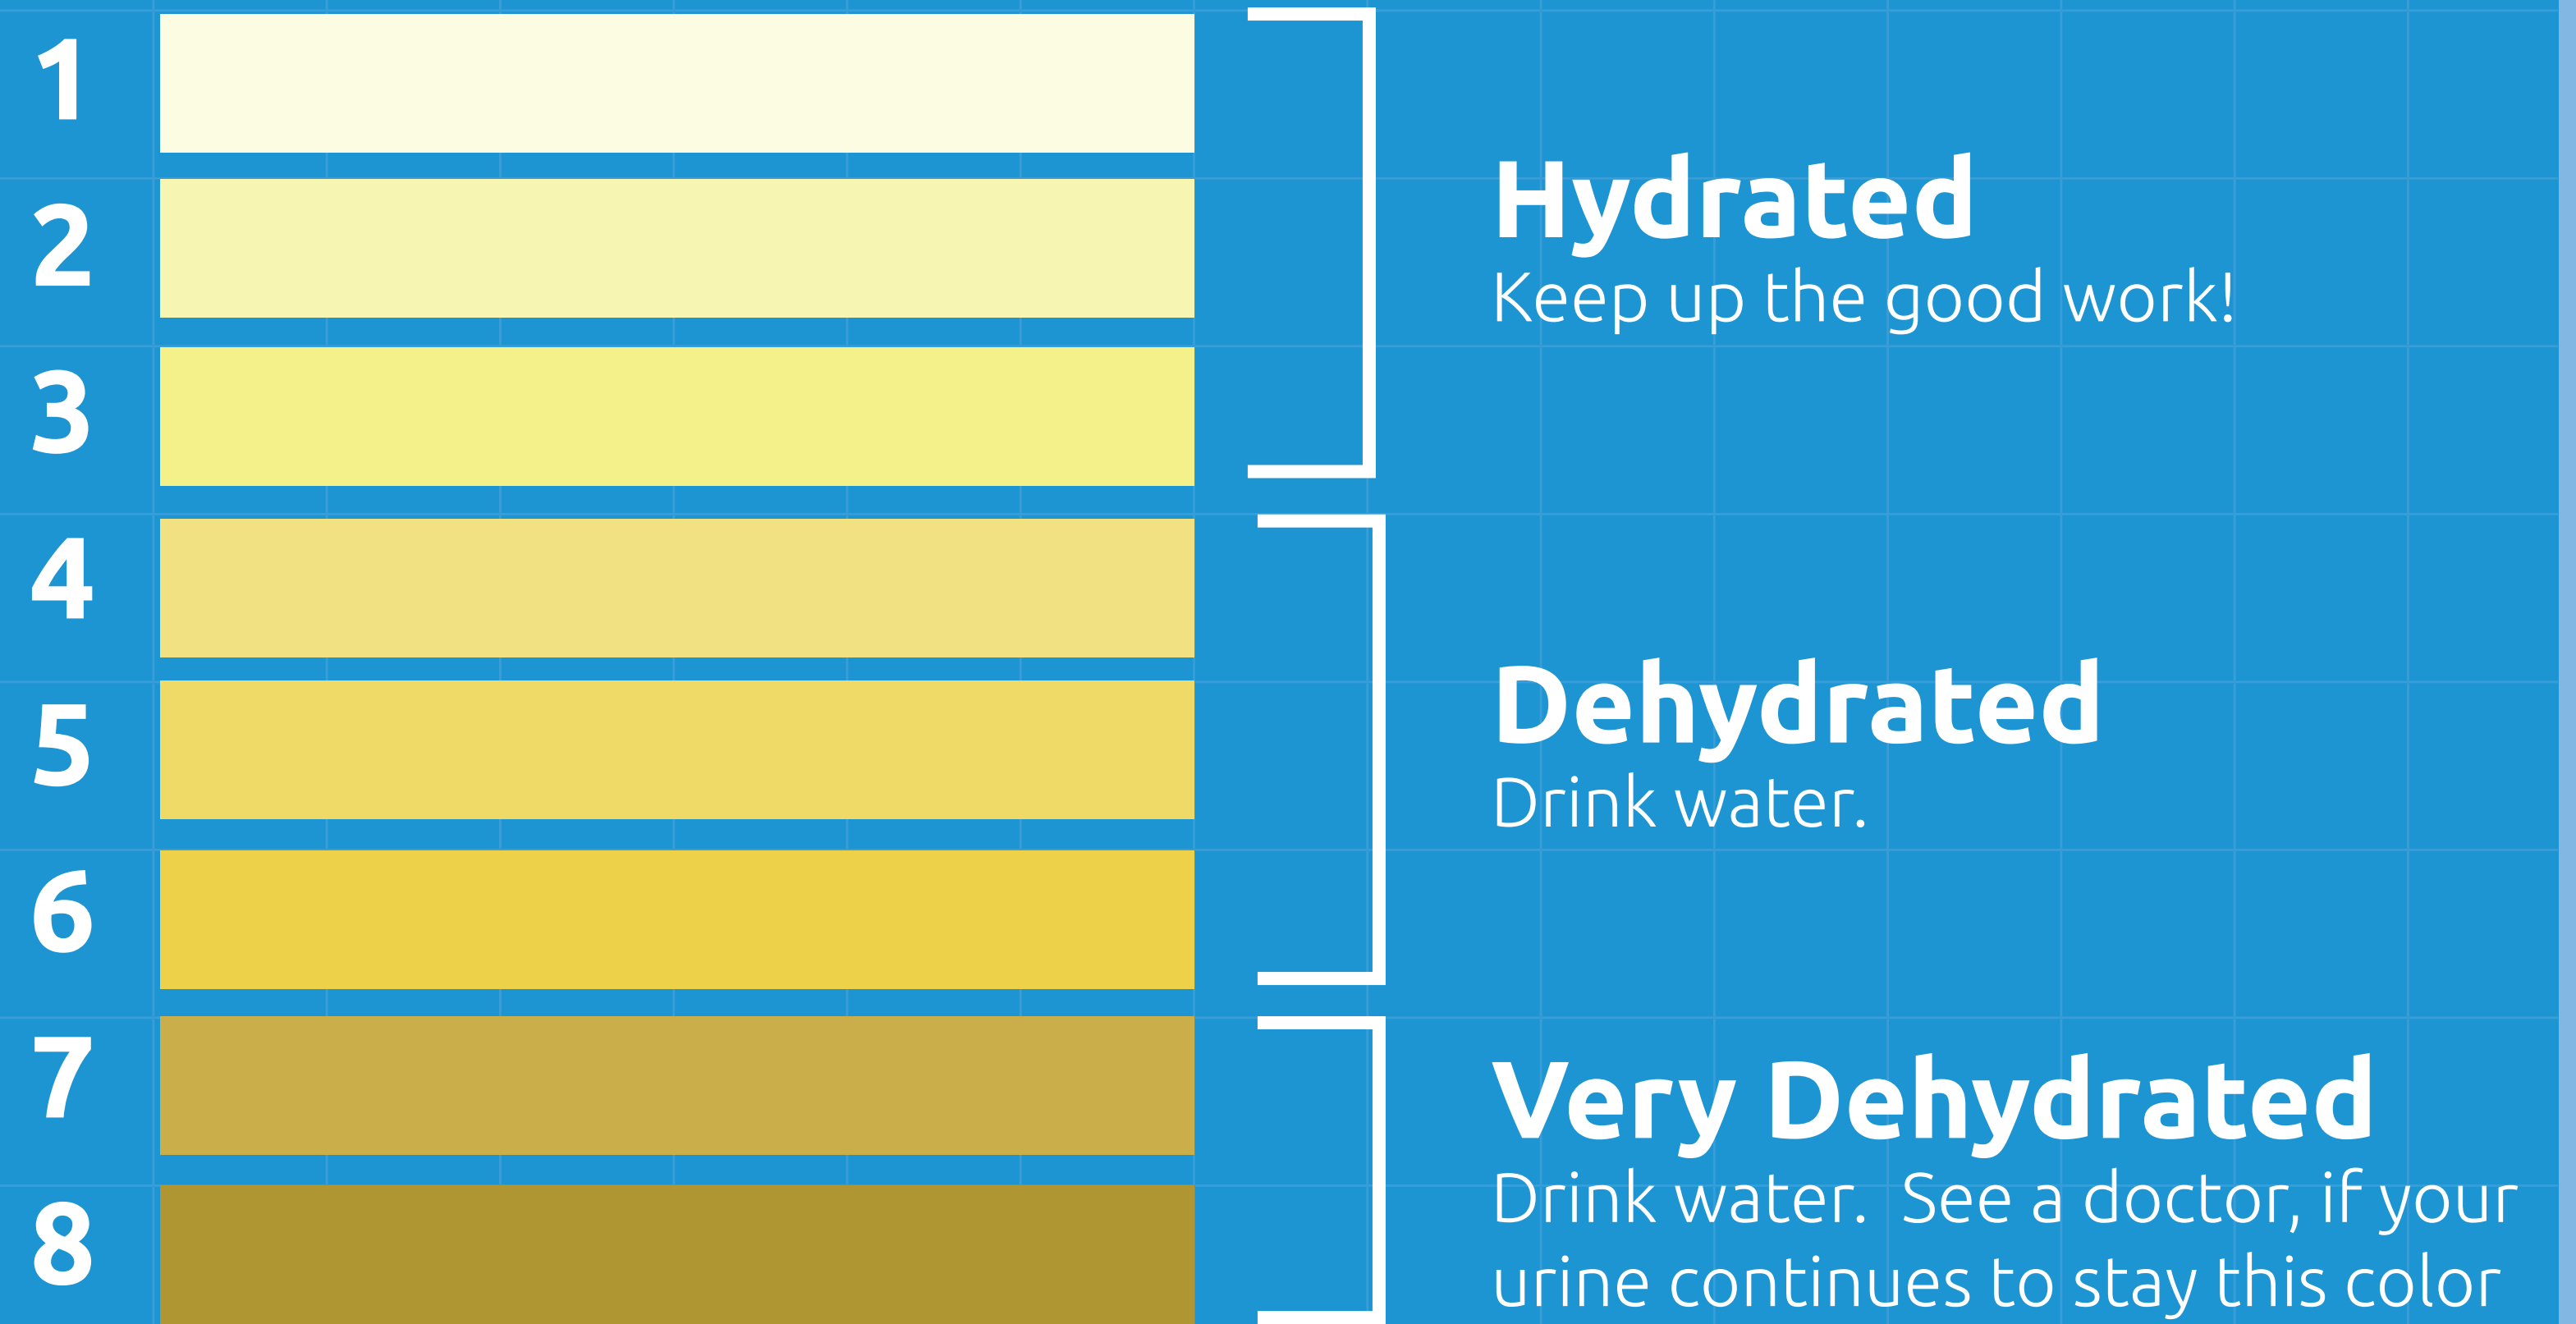 1
2
3
Hydrated
Keep up the good work!
4
5
6
Dehydrated
Drink water.
7
8
Very Dehydrated
Drink water.  See a doctor, if your
urine continues to stay this color